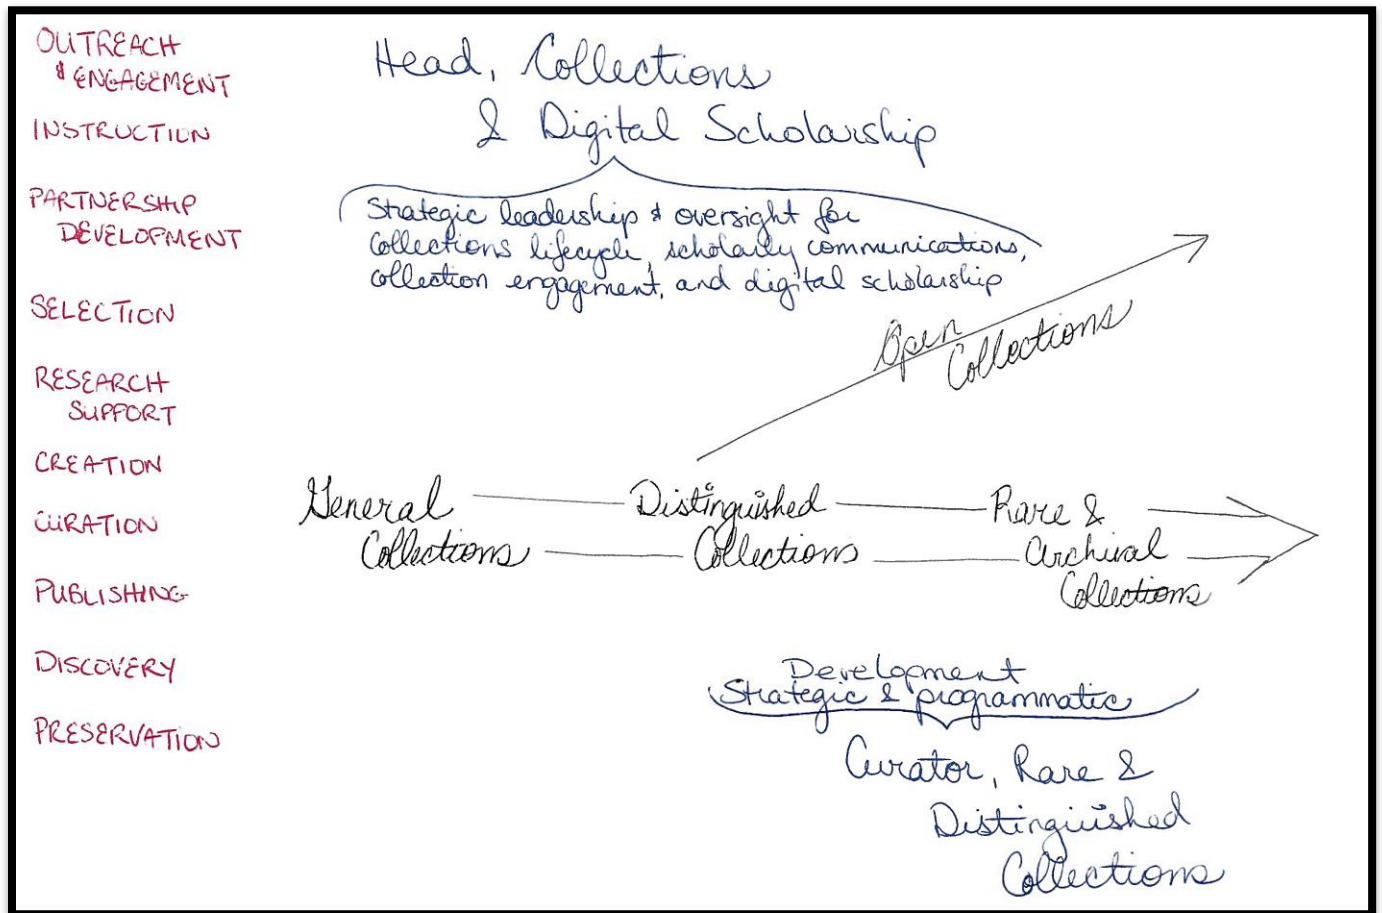 OUTREACH
& ENGAGEMENT
INSTRUCTION
PARTNERSHIP
DEVELOPMENT
SELECTION
RESEARCH
SUPPORT
CREATION
CURATION
PUBLISHING
DISCOVERY
PRESERVATION
Head, Collections
& Digital Scholarship
Strategic leadership & oversight for
collections lifecycle, scholarly communications,
collection engagement, and digital scholarship
Open
Collections
General
Collections
Distinguished
Collections
Rare &
Archival
Collections
Development
Strategic & programmatic
Curator, Rare &
Distinguished
Collections